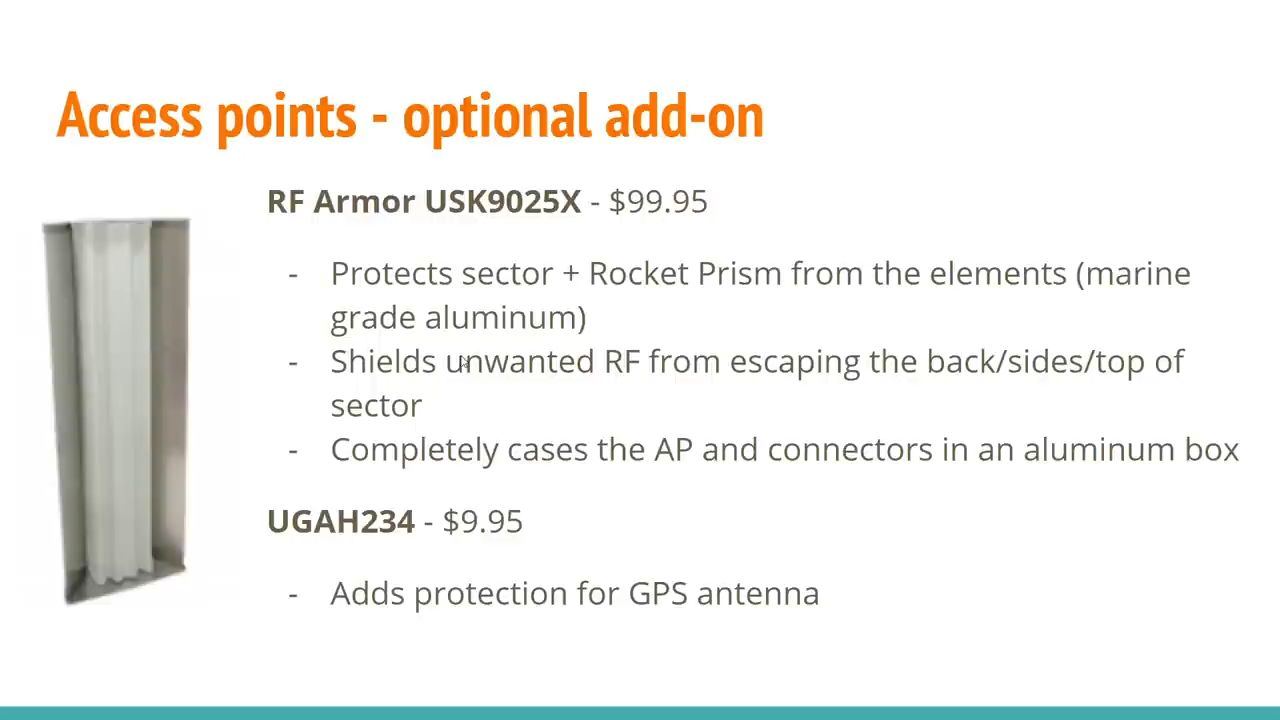 Access points - optional add-on
RF Armor USK9025X - $99.95
- Protects sector + Rocket Prism from the elements (marine
grade aluminum)
- Shields unwanted RF from escaping the back/sides/top of
sector
- Completely cases the AP and connectors in an aluminum box
UGAH234 - $9.95
- Adds protection for GPS antenna